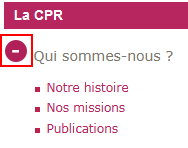 La CPR
Qui sommes-nous ?
Notre histoire
Nos missions
Publications